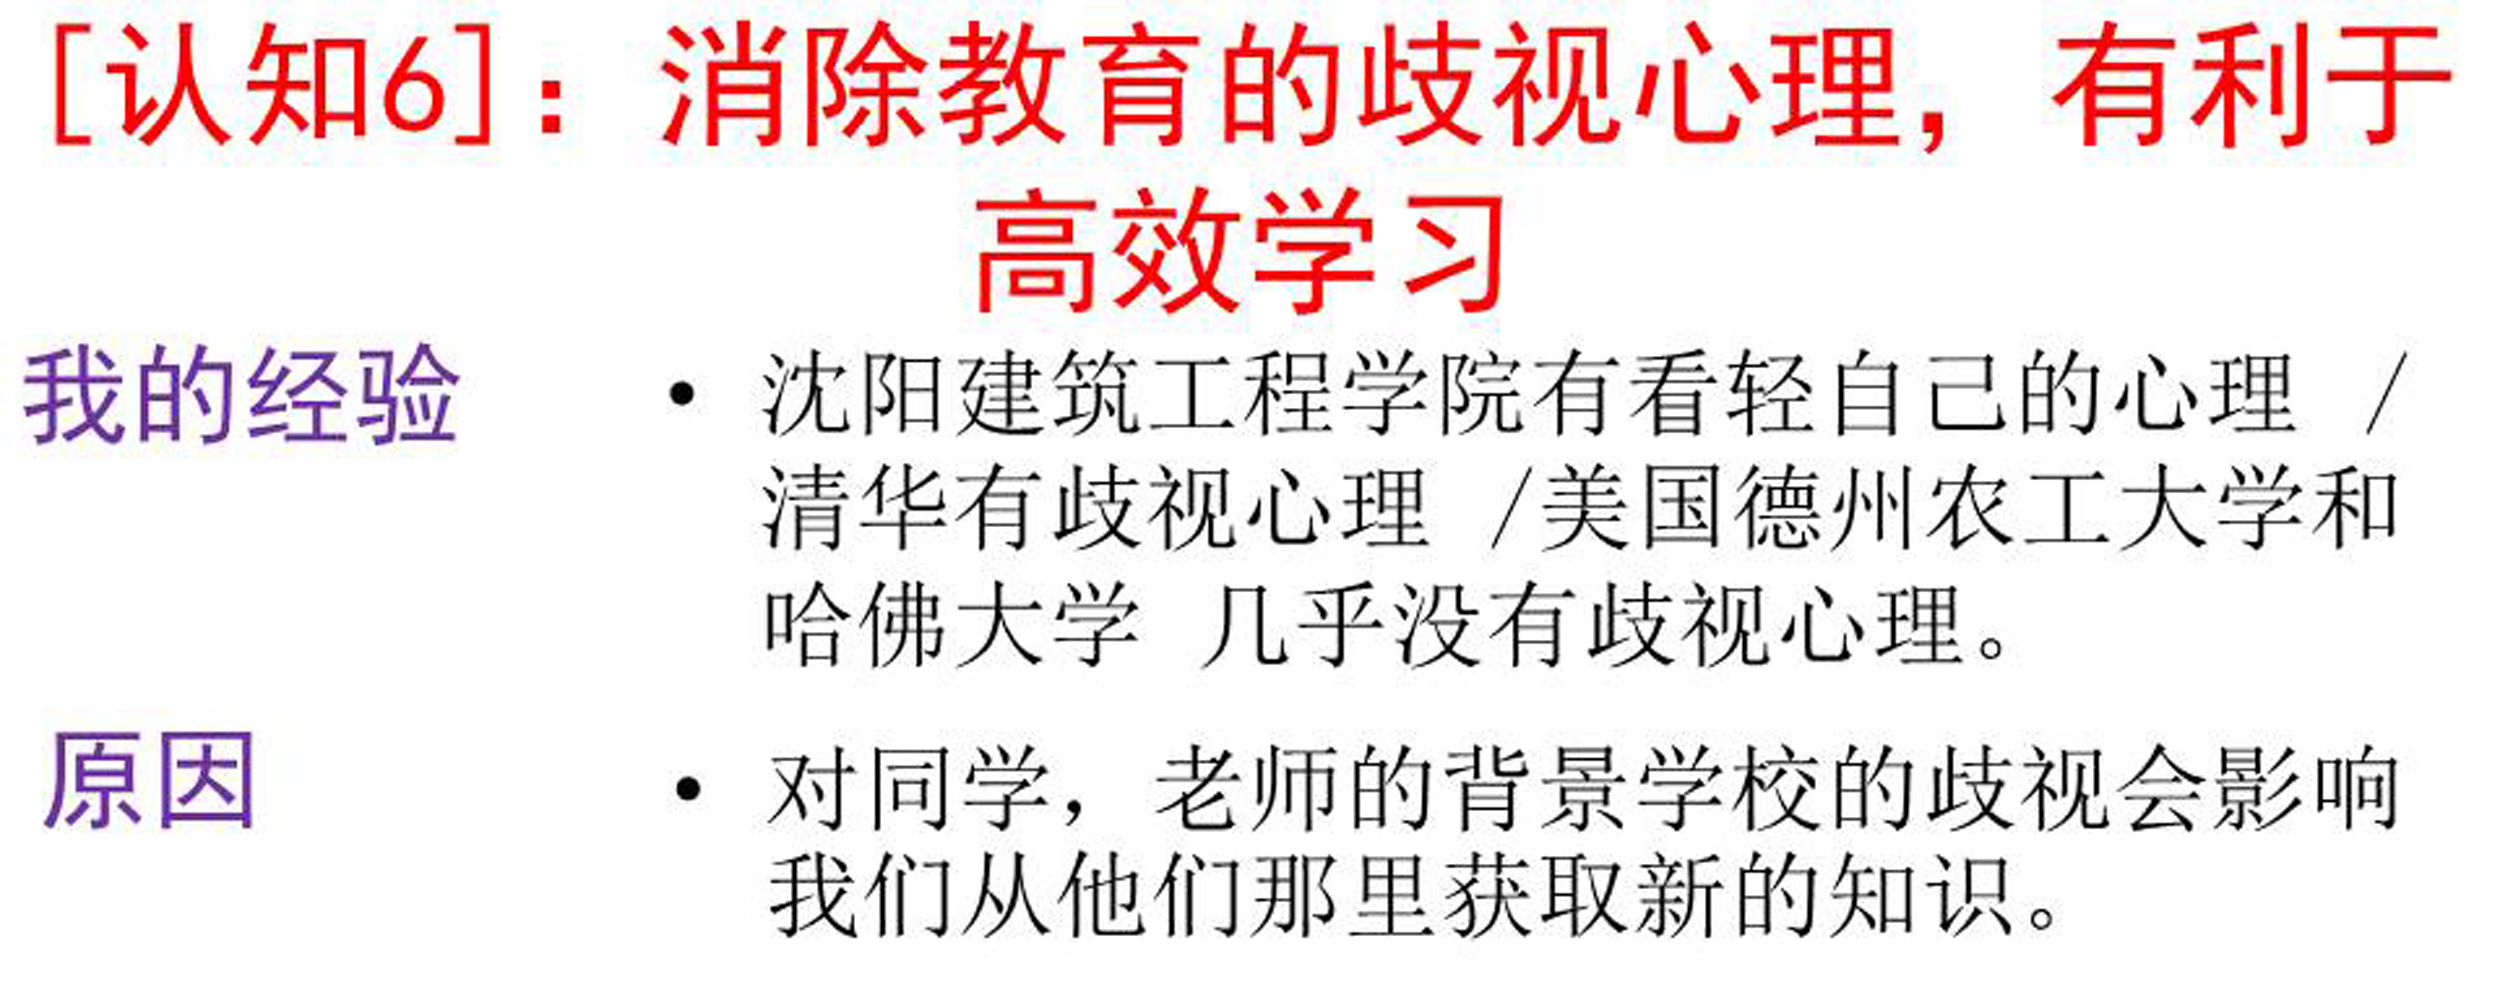 [认知6]：消除教育的歧视心理，有利于
高效学习
我的经验
• 沈阳建筑工程学院有看轻自己的心理 /
清华有歧视心理 /美国德州农工大学和
哈佛大学 几乎没有歧视心理。
原因
• 对同学，老师的背景学校的歧视会影响
我们从他们那里获取新的知识。